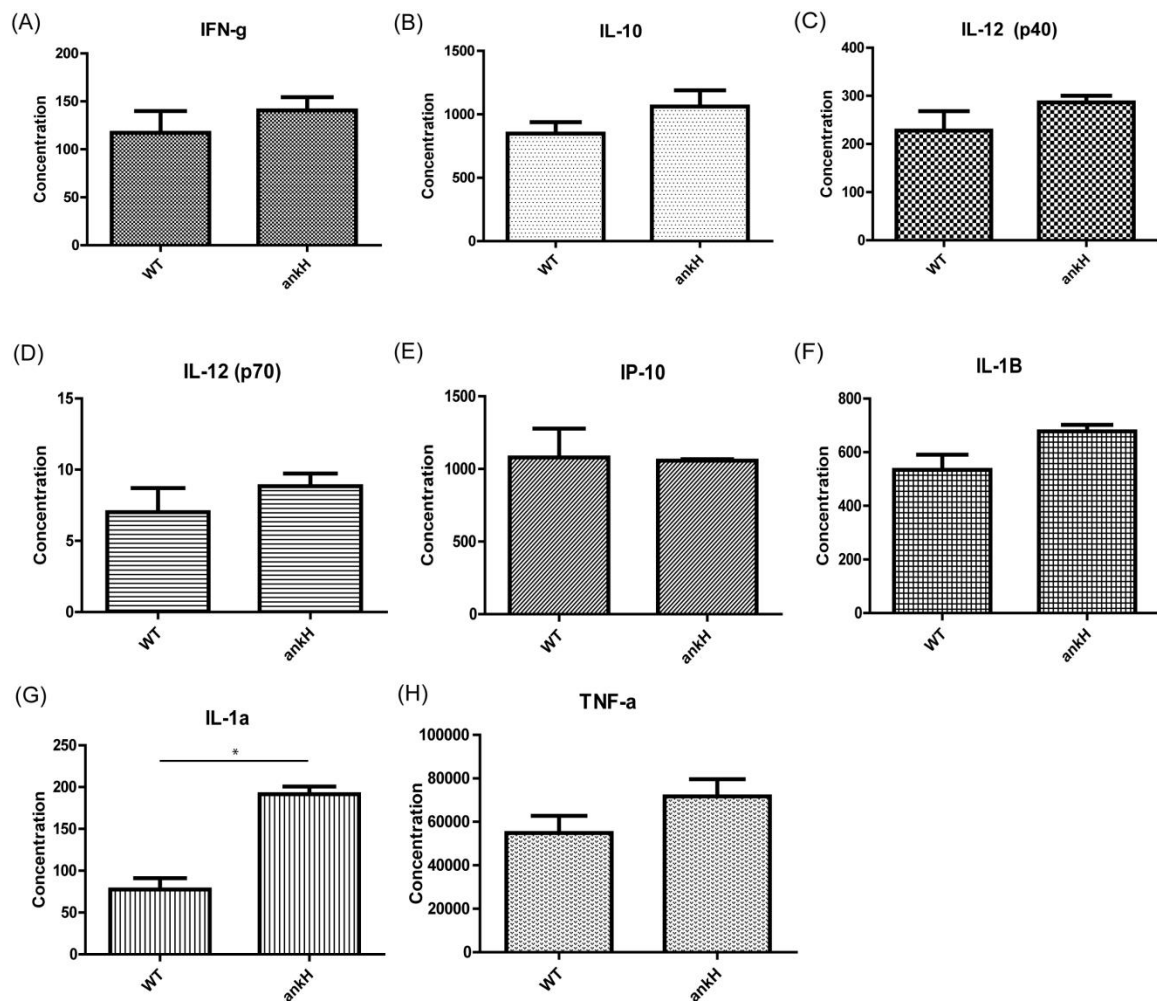 (A)
IFN-g
200
150
100
50
0
Concentration
WT
ankH
(B)
IL-10
1500
1000
500
0
Concentration
WT
ankH
(C)
IL-12 (p40)
400
300
200
100
0
Concentration
WT
ankH
(D)
IL-12 (p70)
15
10
5
0
Concentration
WT
ankH
(E)
IP-10
1500
1000
500
0
Concentration
WT
ankH
(F)
IL-1B
800
600
400
200
0
Concentration
WT
ankH
(G)
IL-1a
*
250
200
150
100
50
0
Concentration
WT
ankH
(H)
TNF-a
100000
80000
60000
40000
20000
0
Concentration
WT
ankH